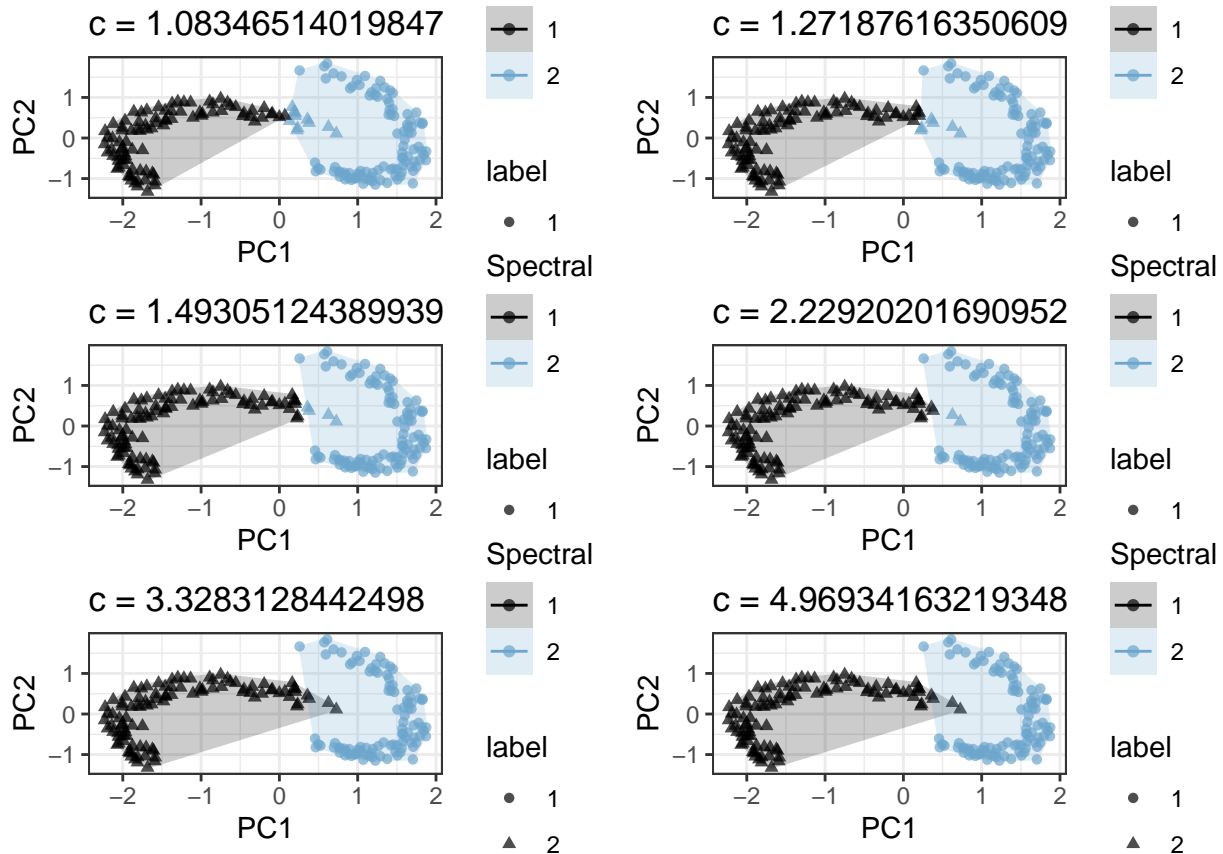 c = 1.08346514019847
1
2
label
1
PC2
1
0
−1
−2
−1
0
1
2
PC1
c = 1.27187616350609
1
2
label
1
PC2
1
0
−1
−2
−1
0
1
2
PC1
Spectral
Spectral
c = 1.49305124389939
1
2
label
1
PC2
1
0
−1
−2
−1
0
1
2
PC1
c = 2.22920201690952
1
2
label
1
PC2
1
0
−1
−2
−1
0
1
2
PC1
Spectral
Spectral
c = 3.3283128442498
1
2
label
1
2
PC2
1
0
−1
−2
−1
0
1
2
PC1
c = 4.96934163219348
1
2
label
1
2
PC2
1
0
−1
−2
−1
0
1
2
PC1